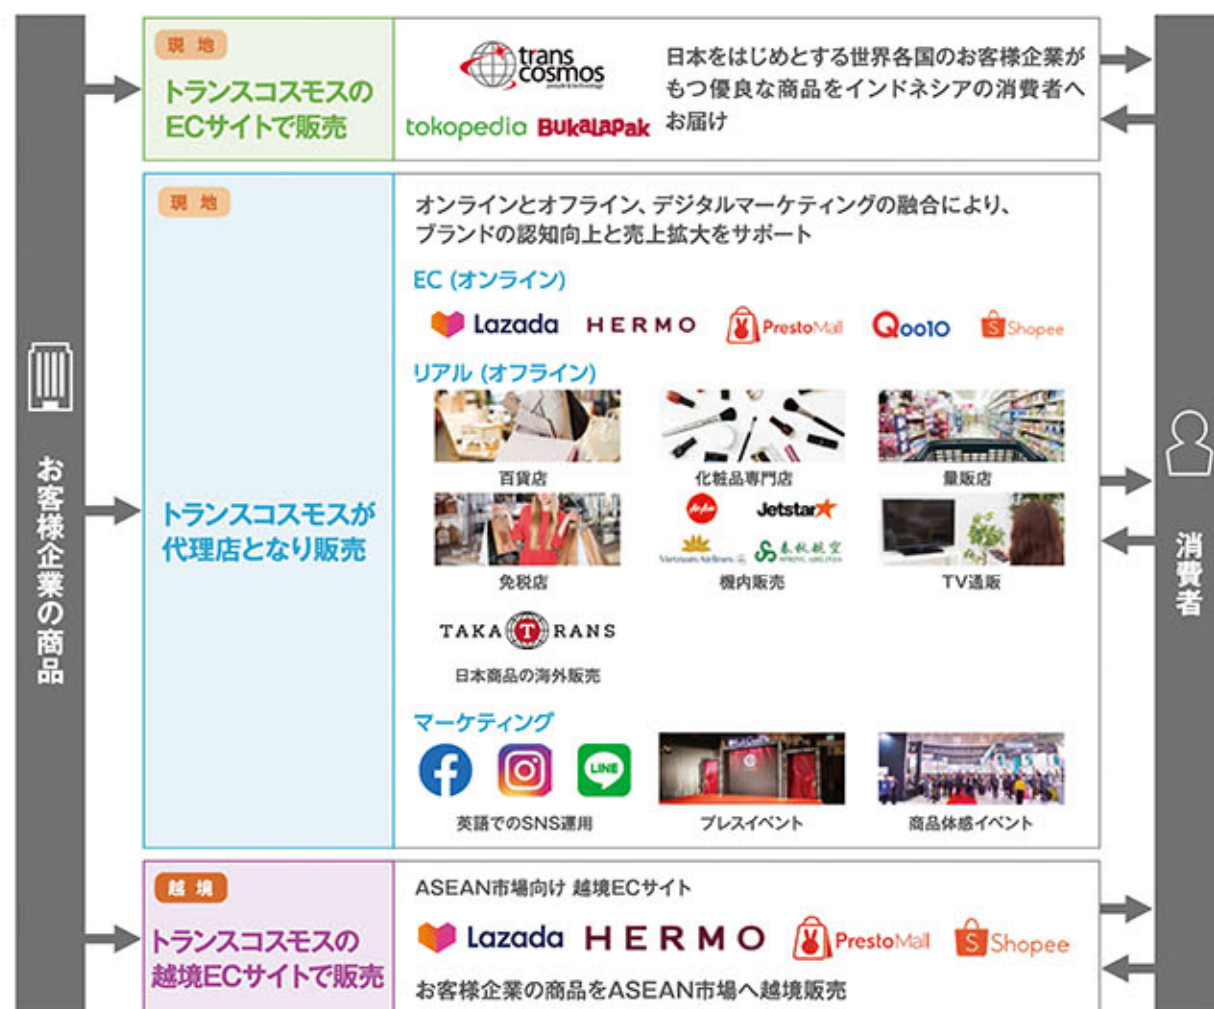 お客様企業の商品
現地
トランスコスモスの
ECサイトで販売
trans
cosmos
people & technology
tokopedia BukaLapak
日本をはじめとする世界各国のお客様企業が
もつ優良な商品をインドネシアの消費者へ
お届け
現地
トランスコスモスが
代理店となり販売
オンラインとオフライン、デジタルマーケティングの融合により、
ブランドの認知向上と売上拡大をサポート
EC (オンライン)
Lazada HERMO PrestoMall Qoo10 Shopee
リアル (オフライン)
百貨店 化粧品専門店 量販店
AirAsia Jetstar
Vietnam Airlines 春秋航空
SPRING AIRLINES
免税店 機内販売 TV通販
TAKA T RANS
日本商品の海外販売
マーケティング
LINE
英語でのSNS運用 プレスイベント 商品体感イベント
越境
トランスコスモスの
越境ECサイトで販売
ASEAN市場向け 越境ECサイト
Lazada HERMO PrestoMall Shopee
お客様企業の商品をASEAN市場へ越境販売
消費者